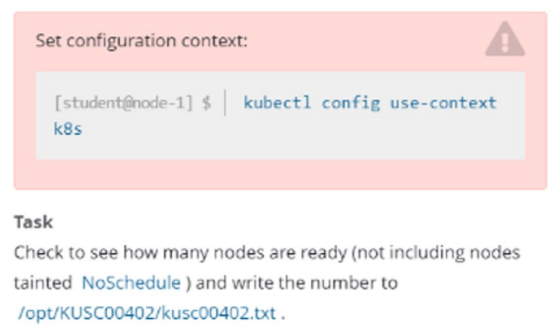 Set configuration context:
[student@node-1] $ | kubectl config use-context
k8s
Task
Check to see how many nodes are ready (not including nodes
tainted NoSchedule ) and write the number to
/opt/KUSC00402/kusc00402.txt .